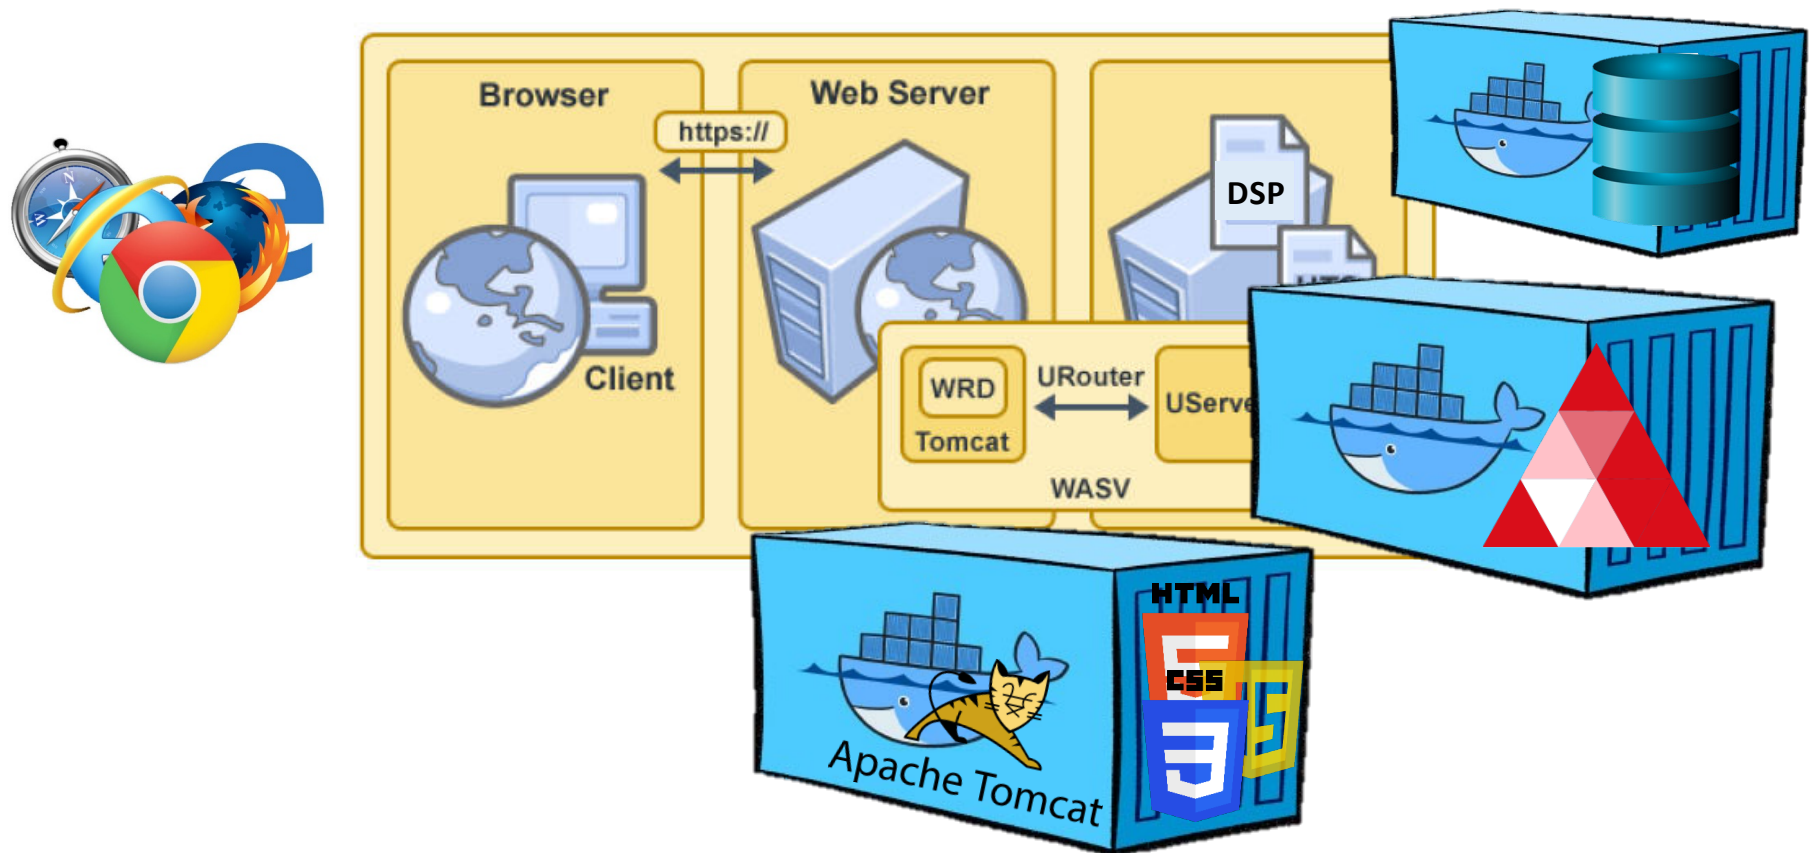 Browser
Web Server
https://
DSP
N
W
Client
WRD
URouter
UServe
Tomcat
WASV
HTML
CSS
Apache Tomcat